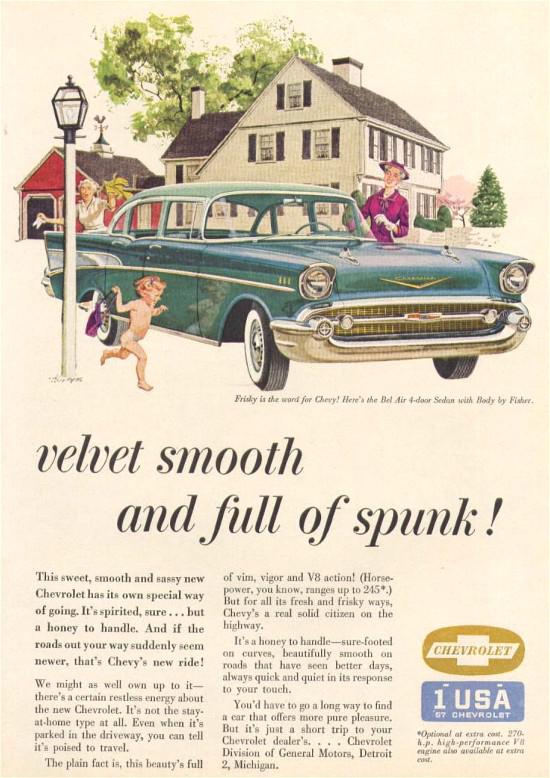 Frisky is the word for Chevy! Here's the Bel Air 4-door Sedan with Body by Fisher.
velvet smooth
and full of spunk!
This sweet, smooth and sassy new
Chevrolet has its own special way
of going. It's spirited, sure . . . but
a honey to handle. And if the
roads out your way suddenly seem
newer, that's Chevy's new ride!
We might as well own up to it—
there's a certain restless energy about
the new Chevrolet. It's not the stay-
at-home type at all. Even when it's
parked in the driveway, you can tell
it's poised to travel.
The plain fact is, this beauty's full
of vim, vigor and V8 action! (Horse-
power, you know, ranges up to 245*.)
But for all its fresh and frisky ways,
Chevy's a real solid citizen on the
highway.
It's a honey to handle—sure-footed
on curves, beautifully smooth on
roads that have seen better days,
always quick and quiet in its response
to your touch.
You'd have to go a long way to find
a car that offers more pure pleasure.
But it's just a short trip to your
Chevrolet dealer's. . . . Chevrolet
Division of General Motors, Detroit
2, Michigan.
CHEVROLET
1 USA
'57 CHEVROLET
*Optional at extra cost. 270-
h.p. high-performance V8
engine also available at extra
cost.